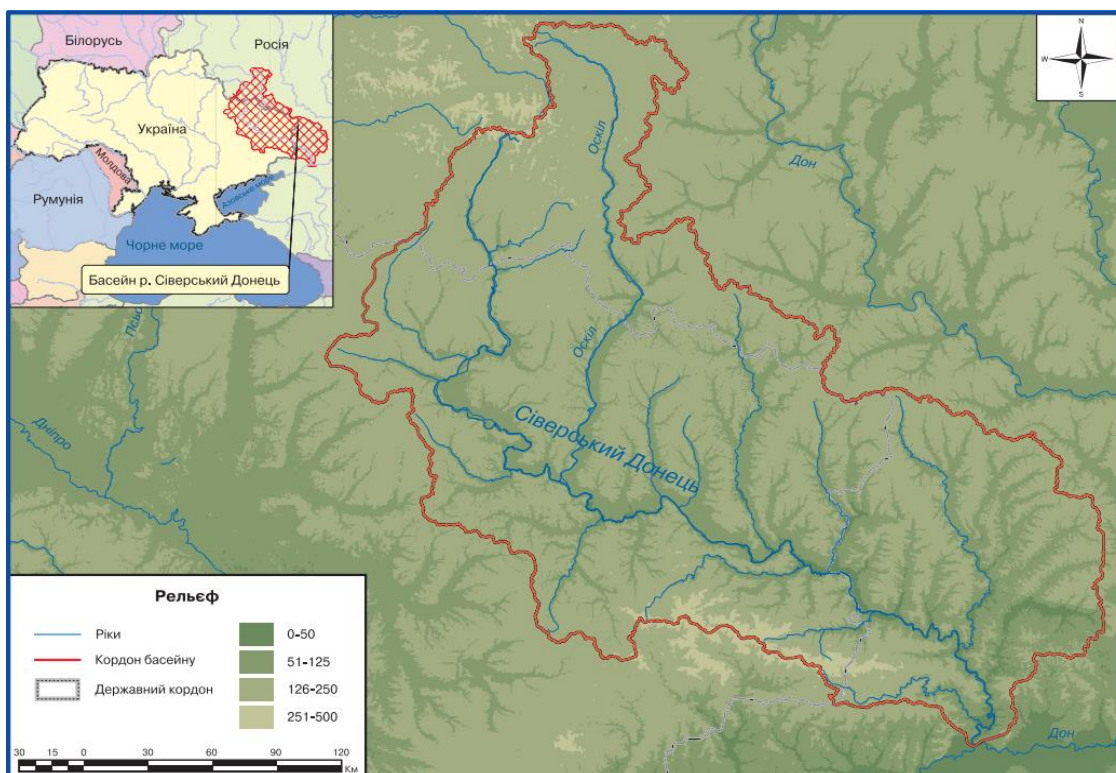 Білорусь
Росія
Україна
Молдова
Румунія
Азовське море
Чорне море
Басейн р. Сіверський Донець
N
W
E
S
Оскіл
Дон
Оскіл
Псьол
Дніпро
Сіверський Донець
Дон
Рельєф
Ріки
Кордон басейну
Державний кордон
0-50
51-125
126-250
251-500
30 15 0 30 60 90 120
Км